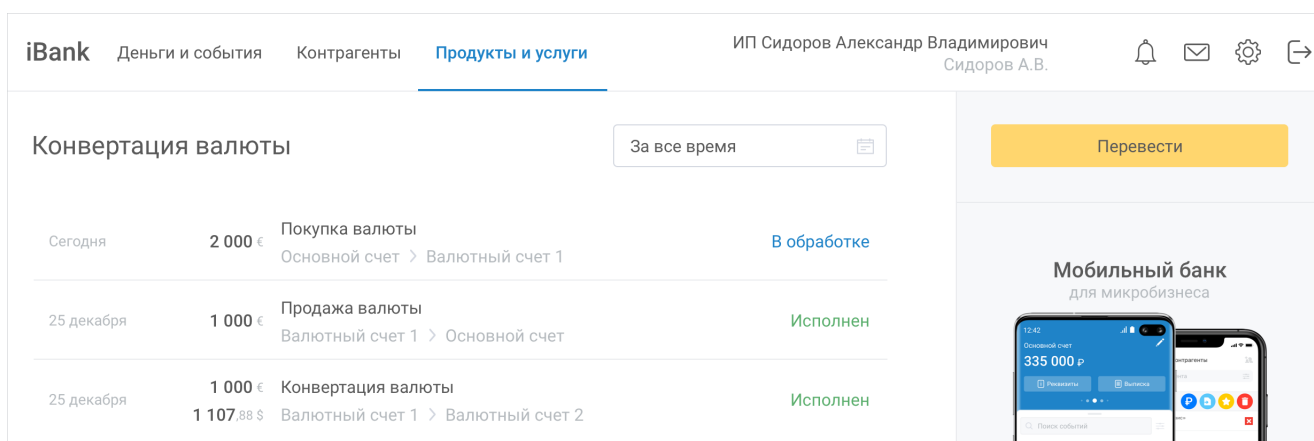 iBank Деньги и события Контрагенты Продукты и услуги ИП Сидоров Александр Владимирович
Сидоров А.В.
Конвертация валюты За все время Перевести
Сегодня 2 000 € Покупка валюты В обработке
Основной счет > Валютный счет 1
25 декабря 1 000 € Продажа валюты Исполнен
Валютный счет 1 > Основной счет
25 декабря 1 000 € Конвертация валюты Исполнен
1 107,88 $ Валютный счет 1 > Валютный счет 2
Мобильный банк
для микробизнеса
12:42
Основной счет
335 000 ₽
Реквизиты Выписка
Поиск событий